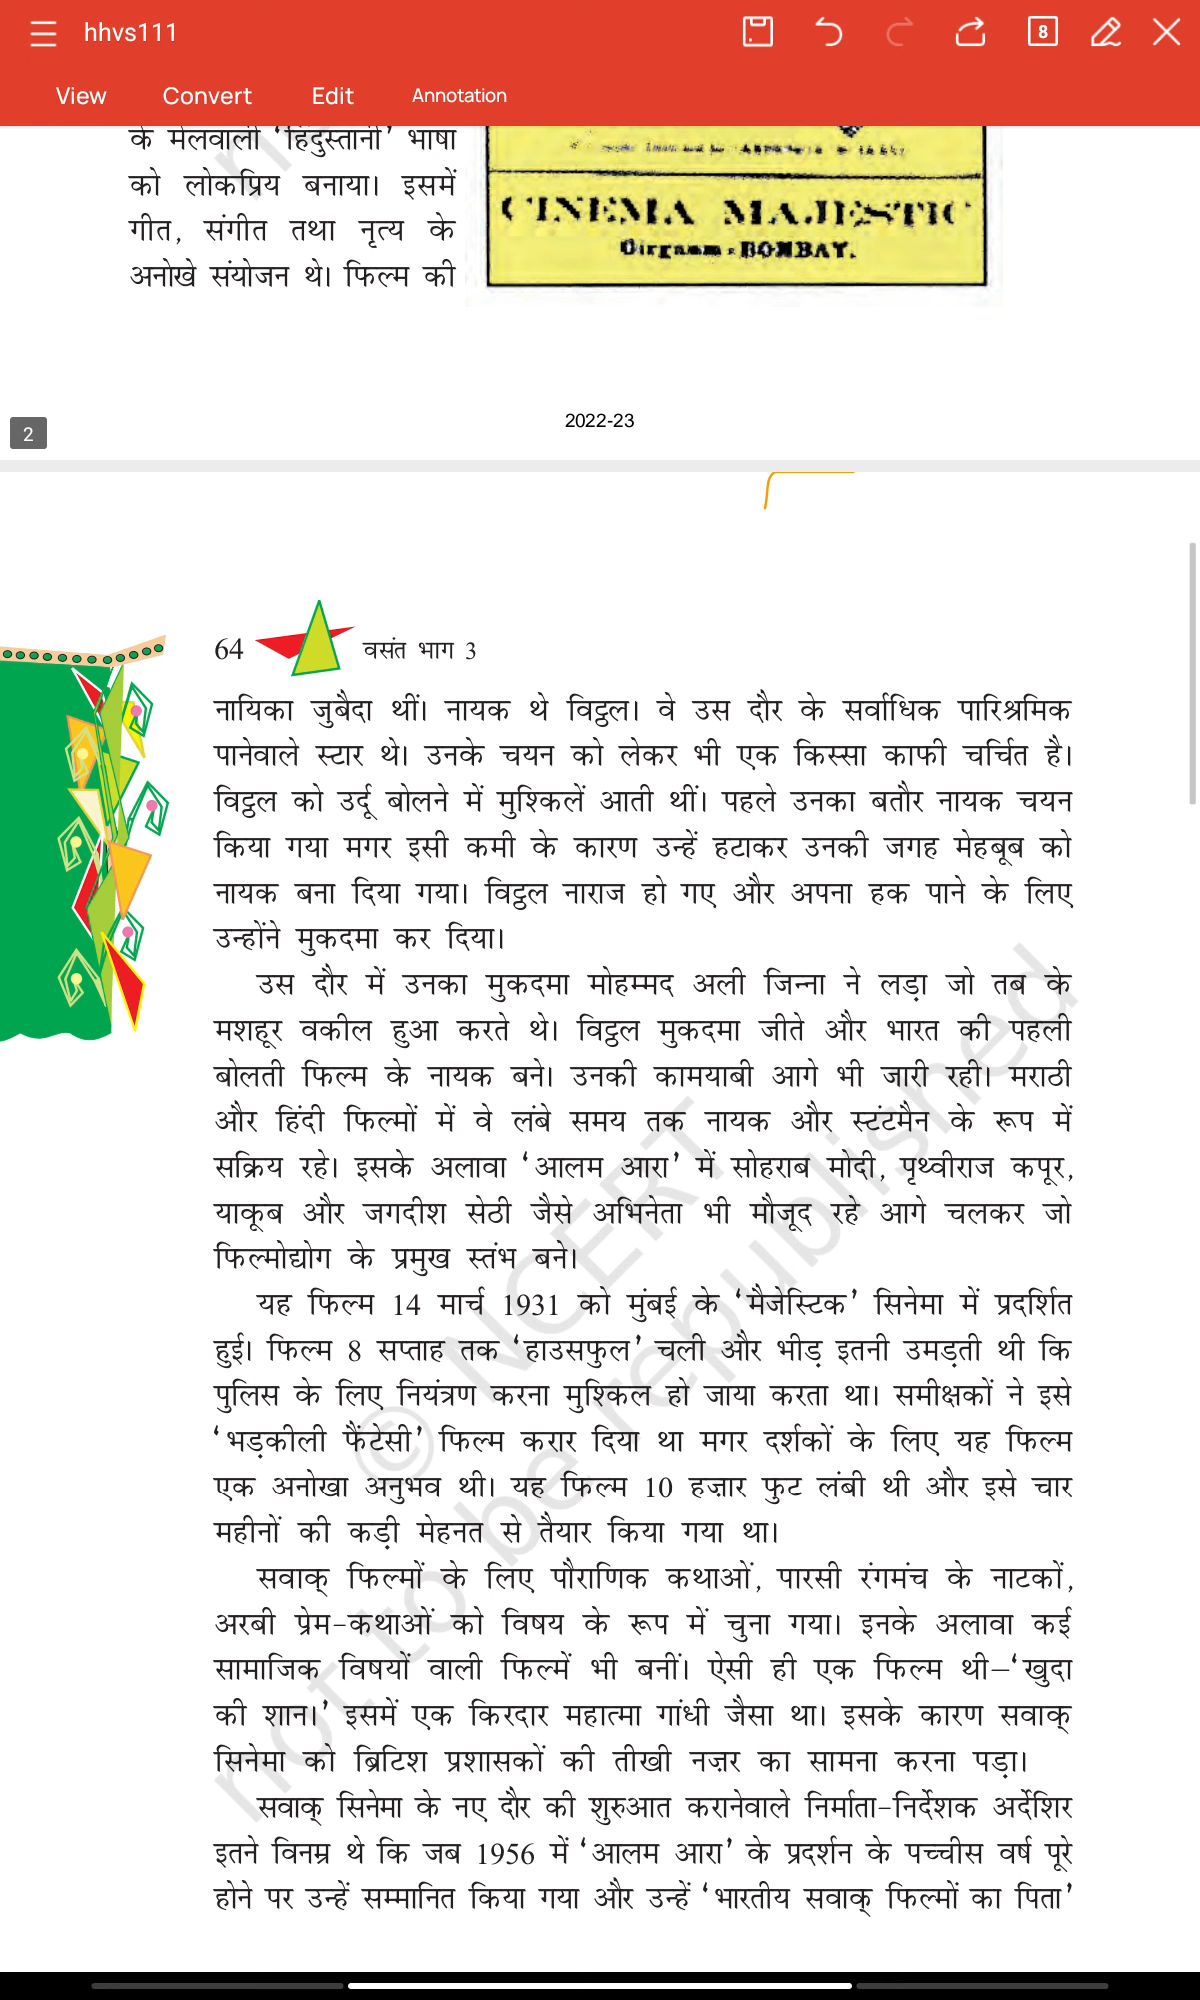 hhvs111
8
View Convert Edit Annotation
के मेलवाली ‘हिंदुस्तानी’ भाषा
को लोकप्रिय बनाया। इसमें
गीत, संगीत तथा नृत्य के
अनोखे संयोजन थे। फिल्म की
CINEMA MAJESTIC
Girgaum - BOMBAY.
2022-23
2
64 वसंत भाग 3
नायिका जुबैदा थीं। नायक थे विट्ठल। वे उस दौर के सर्वाधिक पारिश्रमिक
पानेवाले स्टार थे। उनके चयन को लेकर भी एक किस्सा काफी चर्चित है।
विट्ठल को उर्दू बोलने में मुश्किलें आती थीं। पहले उनका बतौर नायक चयन
किया गया मगर इसी कमी के कारण उन्हें हटाकर उनकी जगह मेहबूब को
नायक बना दिया गया। विट्ठल नाराज हो गए और अपना हक पाने के लिए
उन्होंने मुकदमा कर दिया।
उस दौर में उनका मुकदमा मोहम्मद अली जिन्ना ने लड़ा जो तब के
मशहूर वकील हुआ करते थे। विट्ठल मुकदमा जीते और भारत की पहली
बोलती फिल्म के नायक बने। उनकी कामयाबी आगे भी जारी रही। मराठी
और हिंदी फिल्मों में वे लंबे समय तक नायक और स्टंटमैन के रूप में
सक्रिय रहे। इसके अलावा ‘आलम आरा’ में सोहराब मोदी, पृथ्वीराज कपूर,
याकूब और जगदीश सेठी जैसे अभिनेता भी मौजूद रहे आगे चलकर जो
फिल्मोद्योग के प्रमुख स्तंभ बने।
यह फिल्म 14 मार्च 1931 को मुंबई के ‘मैजेस्टिक’ सिनेमा में प्रदर्शित
हुई। फिल्म 8 सप्ताह तक ‘हाउसफुल’ चली और भीड़ इतनी उमड़ती थी कि
पुलिस के लिए नियंत्रण करना मुश्किल हो जाया करता था। समीक्षकों ने इसे
‘भड़कीली फैंटेसी’ फिल्म करार दिया था मगर दर्शकों के लिए यह फिल्म
एक अनोखा अनुभव थी। यह फिल्म 10 हज़ार फुट लंबी थी और इसे चार
महीनों की कड़ी मेहनत से तैयार किया गया था।
सवाक् फिल्मों के लिए पौराणिक कथाओं, पारसी रंगमंच के नाटकों,
अरबी प्रेम-कथाओं को विषय के रूप में चुना गया। इनके अलावा कई
सामाजिक विषयों वाली फिल्में भी बनीं। ऐसी ही एक फिल्म थी–‘खुदा
की शान।’ इसमें एक किरदार महात्मा गांधी जैसा था। इसके कारण सवाक्
सिनेमा को ब्रिटिश प्रशासकों की तीखी नज़र का सामना करना पड़ा।
सवाक् सिनेमा के नए दौर की शुरुआत करानेवाले निर्माता-निर्देशक अर्देशिर
इतने विनम्र थे कि जब 1956 में ‘आलम आरा’ के प्रदर्शन के पच्चीस वर्ष पूरे
होने पर उन्हें सम्मानित किया गया और उन्हें ‘भारतीय सवाक् फिल्मों का पिता’
© NCERT
not to be republished